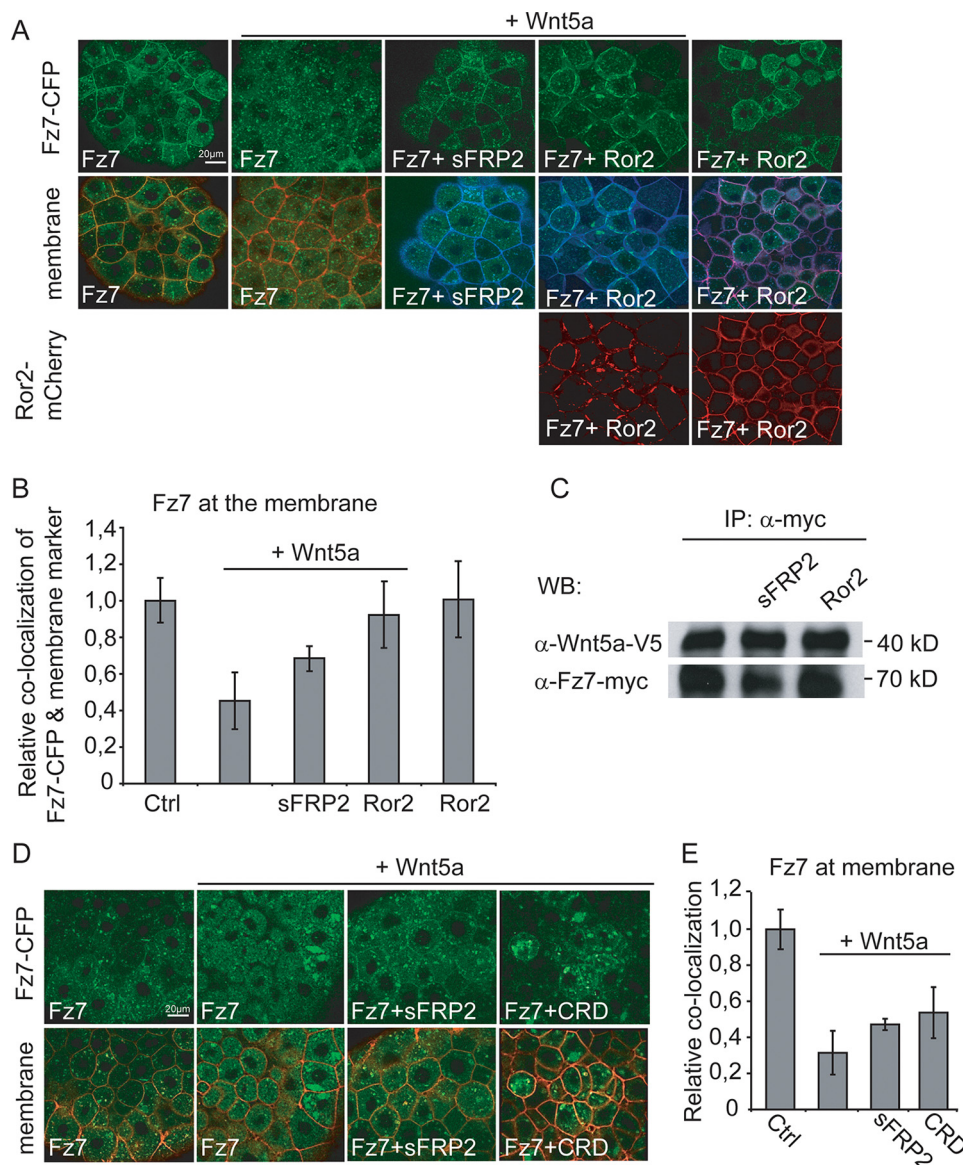 A
+ Wnt5a
Fz7-CFP
Fz7
20µm
Fz7
Fz7+ sFRP2
Fz7+ Ror2
Fz7+ Ror2
membrane
Fz7
Fz7
Fz7+ sFRP2
Fz7+ Ror2
Fz7+ Ror2
Ror2-
mCherry
Fz7+ Ror2
Fz7+ Ror2
B
Fz7 at the membrane
+ Wnt5a
Relative co-localization of
Fz7-CFP & membrane marker
1,4
1,2
1,0
0,8
0,6
0,4
0,2
0
Ctrl
sFRP2
Ror2
Ror2
C
IP: α-myc
WB:
sFRP2
Ror2
α-Wnt5a-V5
40 kD
α-Fz7-myc
70 kD
D
+ Wnt5a
Fz7-CFP
Fz7
20µm
Fz7
Fz7+sFRP2
Fz7+CRD
membrane
Fz7
Fz7
Fz7+sFRP2
Fz7+CRD
E
Fz7 at membrane
+ Wnt5a
Relative co-localization
1,2
1,0
0,8
0,6
0,4
0,2
0
Ctrl
sFRP2
CRD